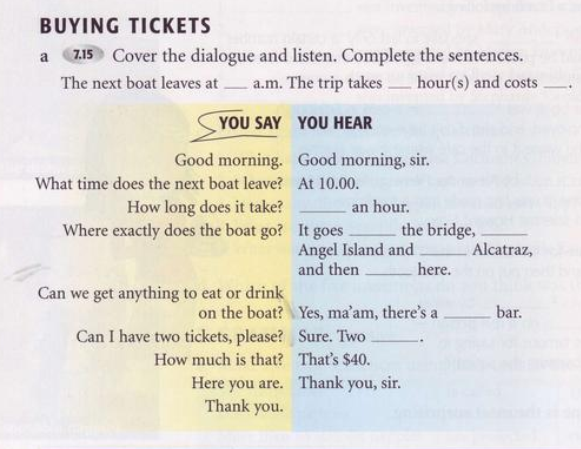 BUYING TICKETS
a 7.15 Cover the dialogue and listen. Complete the sentences.
The next boat leaves at ___ a.m. The trip takes ___ hour(s) and costs ___.
YOU SAY YOU HEAR
Good morning. Good morning, sir.
What time does the next boat leave? At 10.00.
How long does it take? ______ an hour.
Where exactly does the boat go? It goes ______ the bridge, ______
Angel Island and ______ Alcatraz,
and then ______ here.
Can we get anything to eat or drink
on the boat? Yes, ma'am, there's a ______ bar.
Can I have two tickets, please? Sure. Two ______.
How much is that? That's $40.
Here you are. Thank you, sir.
Thank you.